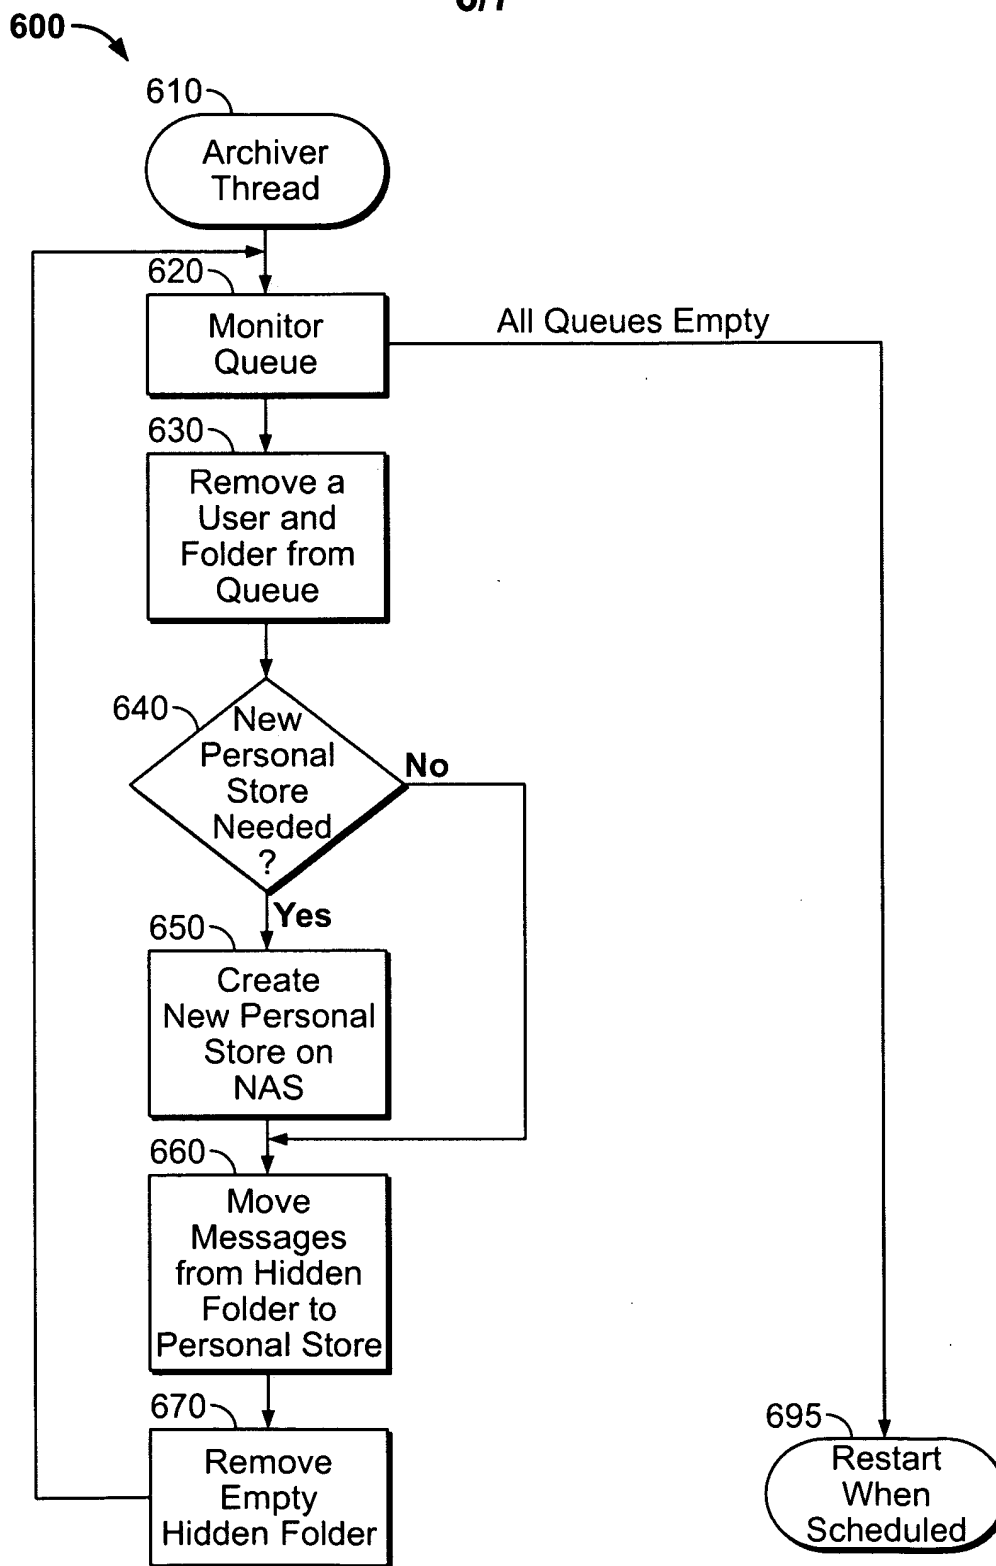 600
610
Archiver
Thread
620
Monitor
Queue
All Queues Empty
630
Remove a
User and
Folder from
Queue
640
New
Personal
Store
Needed
?
No
Yes
650
Create
New Personal
Store on
NAS
660
Move
Messages
from Hidden
Folder to
Personal Store
670
Remove
Empty
Hidden Folder
695
Restart
When
Scheduled